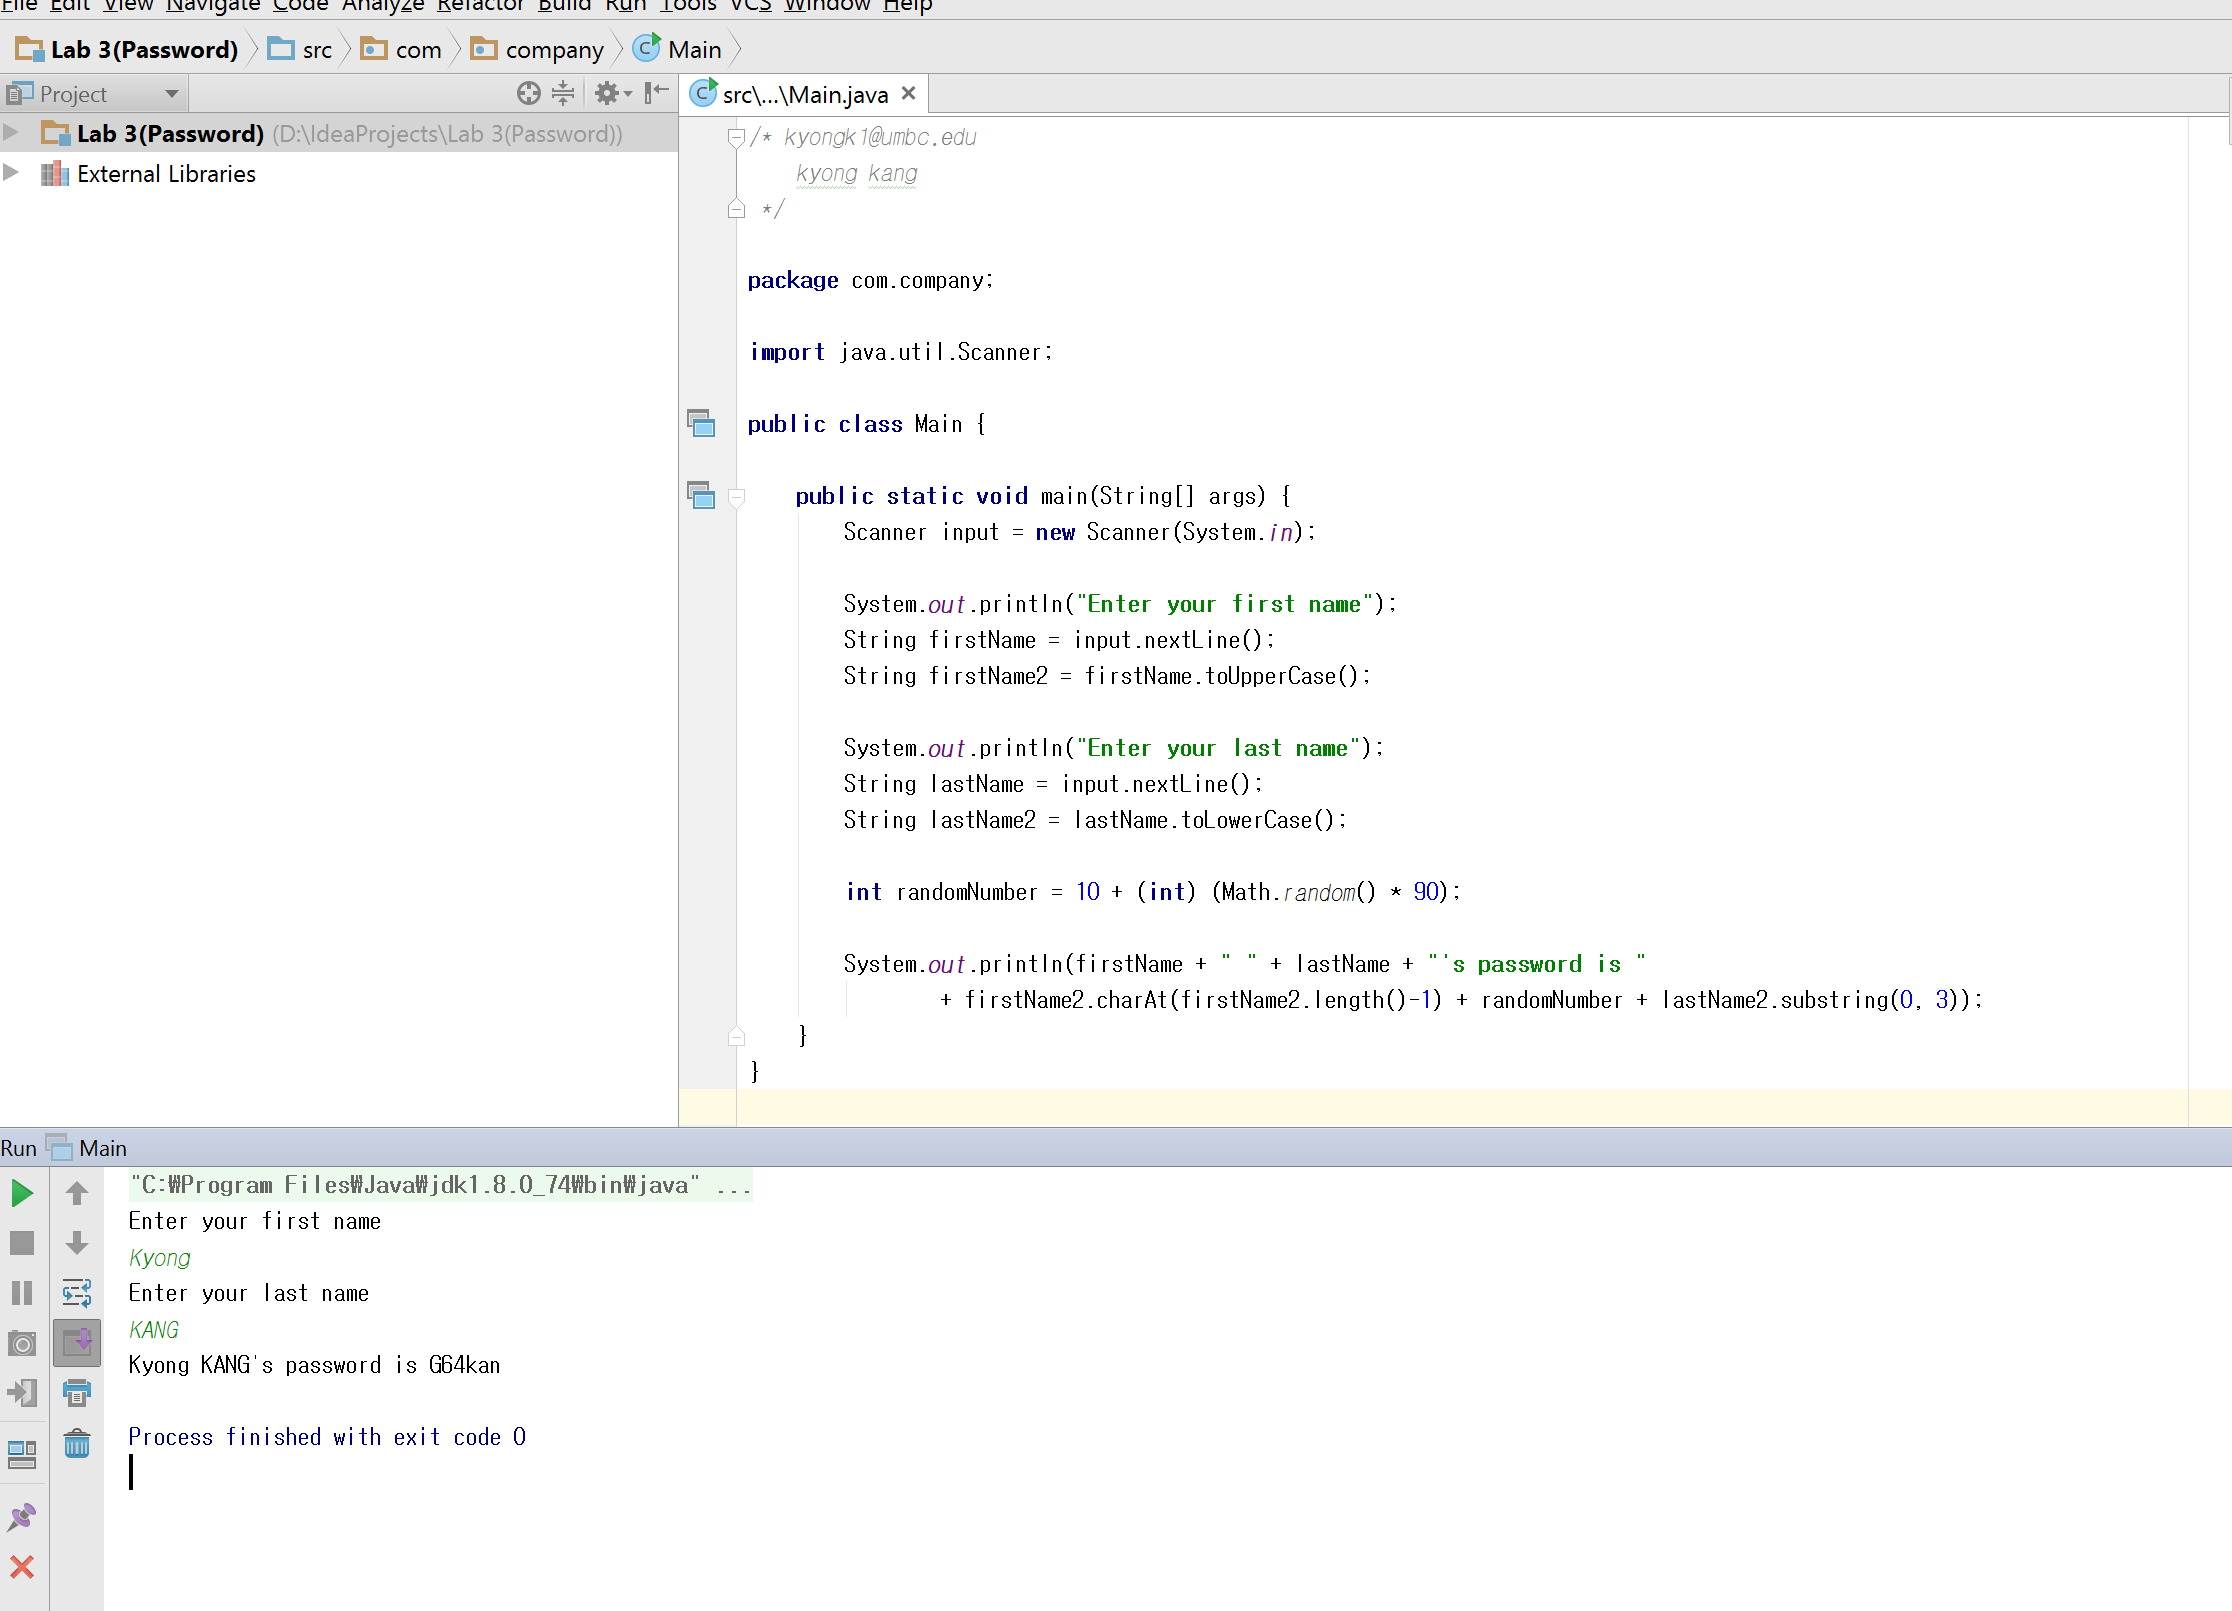 File Edit View Navigate Code Analyze Refactor Build Run Tools VCS Window Help
Lab 3(Password) src com company Main
Project
src\...\Main.java
Lab 3(Password) (D:\IdeaProjects\Lab 3(Password))
External Libraries
/* kyongk1@umbc.edu
kyong kang
*/
package com.company;
import java.util.Scanner;
public class Main {
public static void main(String[] args) {
Scanner input = new Scanner(System.in);
System.out.println("Enter your first name");
String firstName = input.nextLine();
String firstName2 = firstName.toUpperCase();
System.out.println("Enter your last name");
String lastName = input.nextLine();
String lastName2 = lastName.toLowerCase();
int randomNumber = 10 + (int) (Math.random() * 90);
System.out.println(firstName + " " + lastName + "'s password is "
+ firstName2.charAt(firstName2.length()-1) + randomNumber + lastName2.substring(0, 3));
}
}
Run Main
"C:₩Program Files₩Java₩jdk1.8.0_74₩bin₩java" ...
Enter your first name
Kyong
Enter your last name
KANG
Kyong KANG's password is G64kan
Process finished with exit code 0